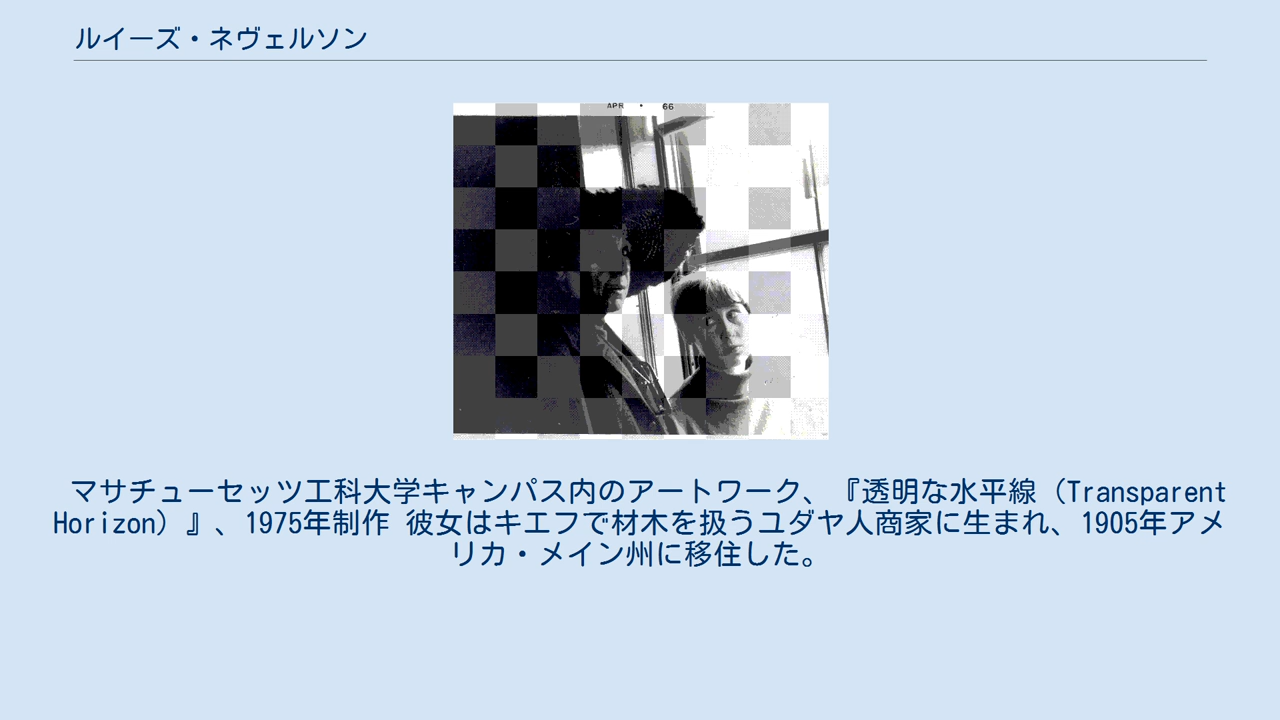 ルイーズ・ネヴェルソン
APR • 66
マサチューセッツ工科大学キャンパス内のアートワーク、『透明な水平線（Transparent
Horizon）』、1975年制作 彼女はキエフで材木を扱うユダヤ人商家に生まれ、1905年アメ
リカ・メイン州に移住した。